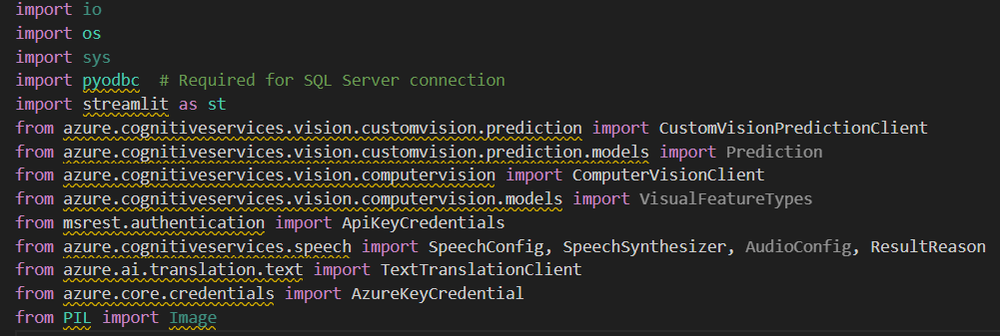 import io
import os
import sys
import pyodbc  # Required for SQL Server connection
import streamlit as st
from azure.cognitiveservices.vision.customvision.prediction import CustomVisionPredictionClient
from azure.cognitiveservices.vision.customvision.prediction.models import Prediction
from azure.cognitiveservices.vision.computervision import ComputerVisionClient
from azure.cognitiveservices.vision.computervision.models import VisualFeatureTypes
from msrest.authentication import ApiKeyCredentials
from azure.cognitiveservices.speech import SpeechConfig, SpeechSynthesizer, AudioConfig, ResultReason
from azure.ai.translation.text import TextTranslationClient
from azure.core.credentials import AzureKeyCredential
from PIL import Image